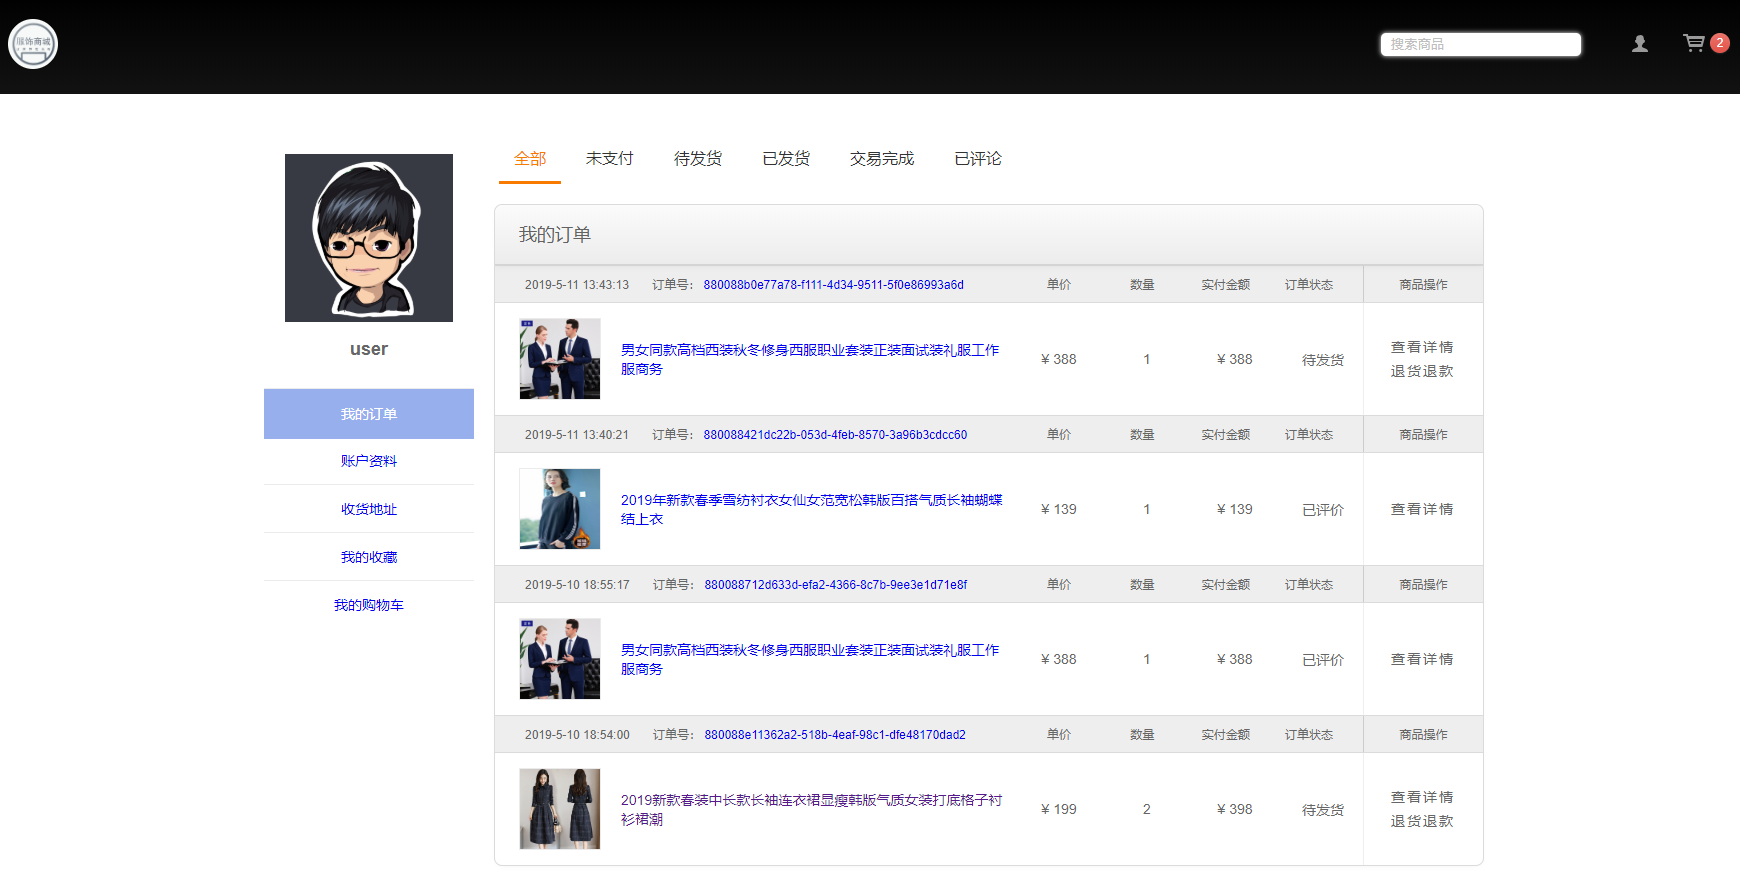 服饰商城
搜索商品
2
全部 未支付 待发货 已发货 交易完成 已评论
user
我的订单
账户资料
收货地址
我的收藏
我的购物车
我的订单
2019-5-11 13:43:13 订单号: 880088b0e77a78-f111-4d34-9511-5f0e86993a6d 单价 数量 实付金额 订单状态 商品操作
男女同款高档西装秋冬修身西服职业套装正装面试装礼服工作
服商务
¥ 388 1 ¥ 388 待发货
查看详情
退货退款
2019-5-11 13:40:21 订单号: 880088421dc22b-053d-4feb-8570-3a96b3cdcc60 单价 数量 实付金额 订单状态 商品操作
2019年新款春季雪纺衬衣女仙女范宽松韩版百搭气质长袖蝴蝶
结上衣
¥ 139 1 ¥ 139 已评价 查看详情
2019-5-10 18:55:17 订单号: 880088712d633d-efa2-4366-8c7b-9ee3e1d71e8f 单价 数量 实付金额 订单状态 商品操作
男女同款高档西装秋冬修身西服职业套装正装面试装礼服工作
服商务
¥ 388 1 ¥ 388 已评价 查看详情
2019-5-10 18:54:00 订单号: 880088e11362a2-518b-4eaf-98c1-dfe48170dad2 单价 数量 实付金额 订单状态 商品操作
2019新款春装中长款长袖连衣裙显瘦韩版气质女装打底格子衬
衫裙潮
¥ 199 2 ¥ 398 待发货
查看详情
退货退款